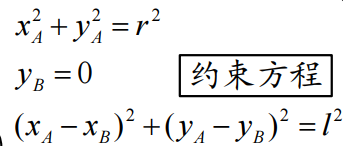 x_A^2 + y_A^2 = r^2
y_B = 0 约束方程
(x_A − x_B)^2 + (y_A − y_B)^2 = l^2